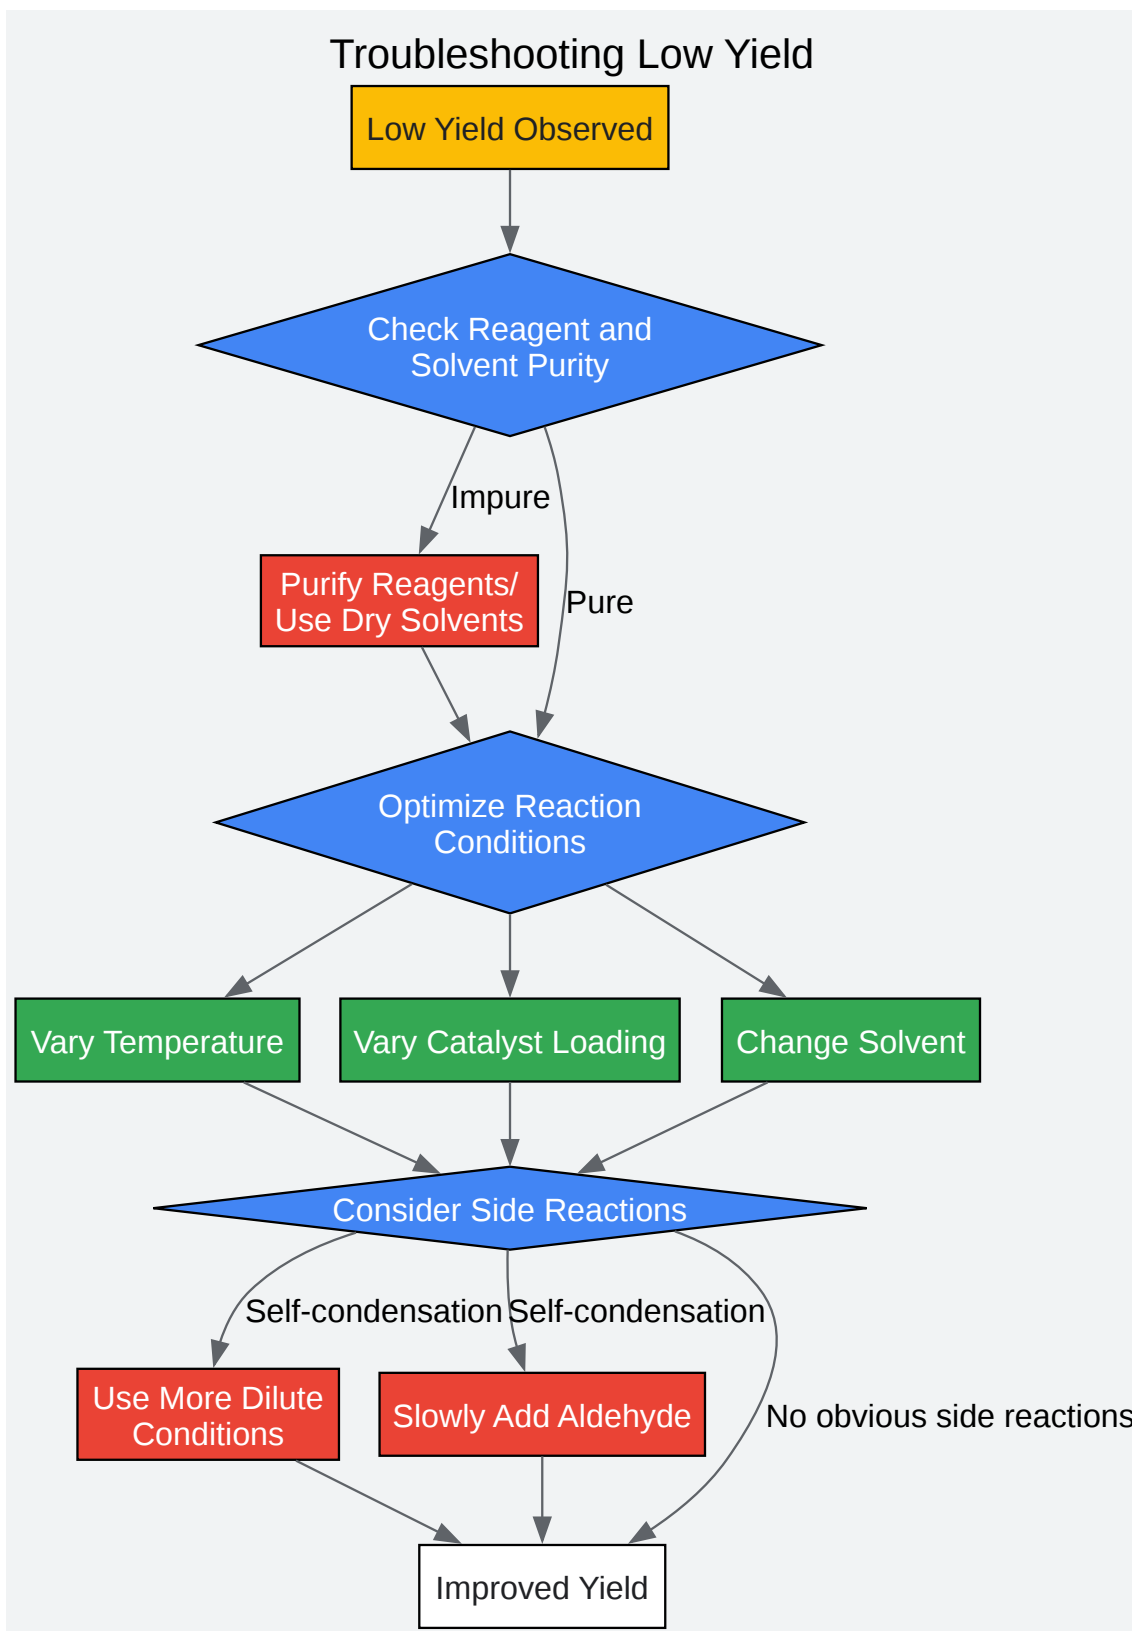 Troubleshooting Low Yield
Low Yield Observed
Check Reagent and
Solvent Purity
Impure
Purify Reagents/
Use Dry Solvents
Pure
Optimize Reaction
Conditions
Vary Temperature
Vary Catalyst Loading
Change Solvent
Consider Side Reactions
Self-condensation
Self-condensation
Use More Dilute
Conditions
Slowly Add Aldehyde
No obvious side reactions
Improved Yield